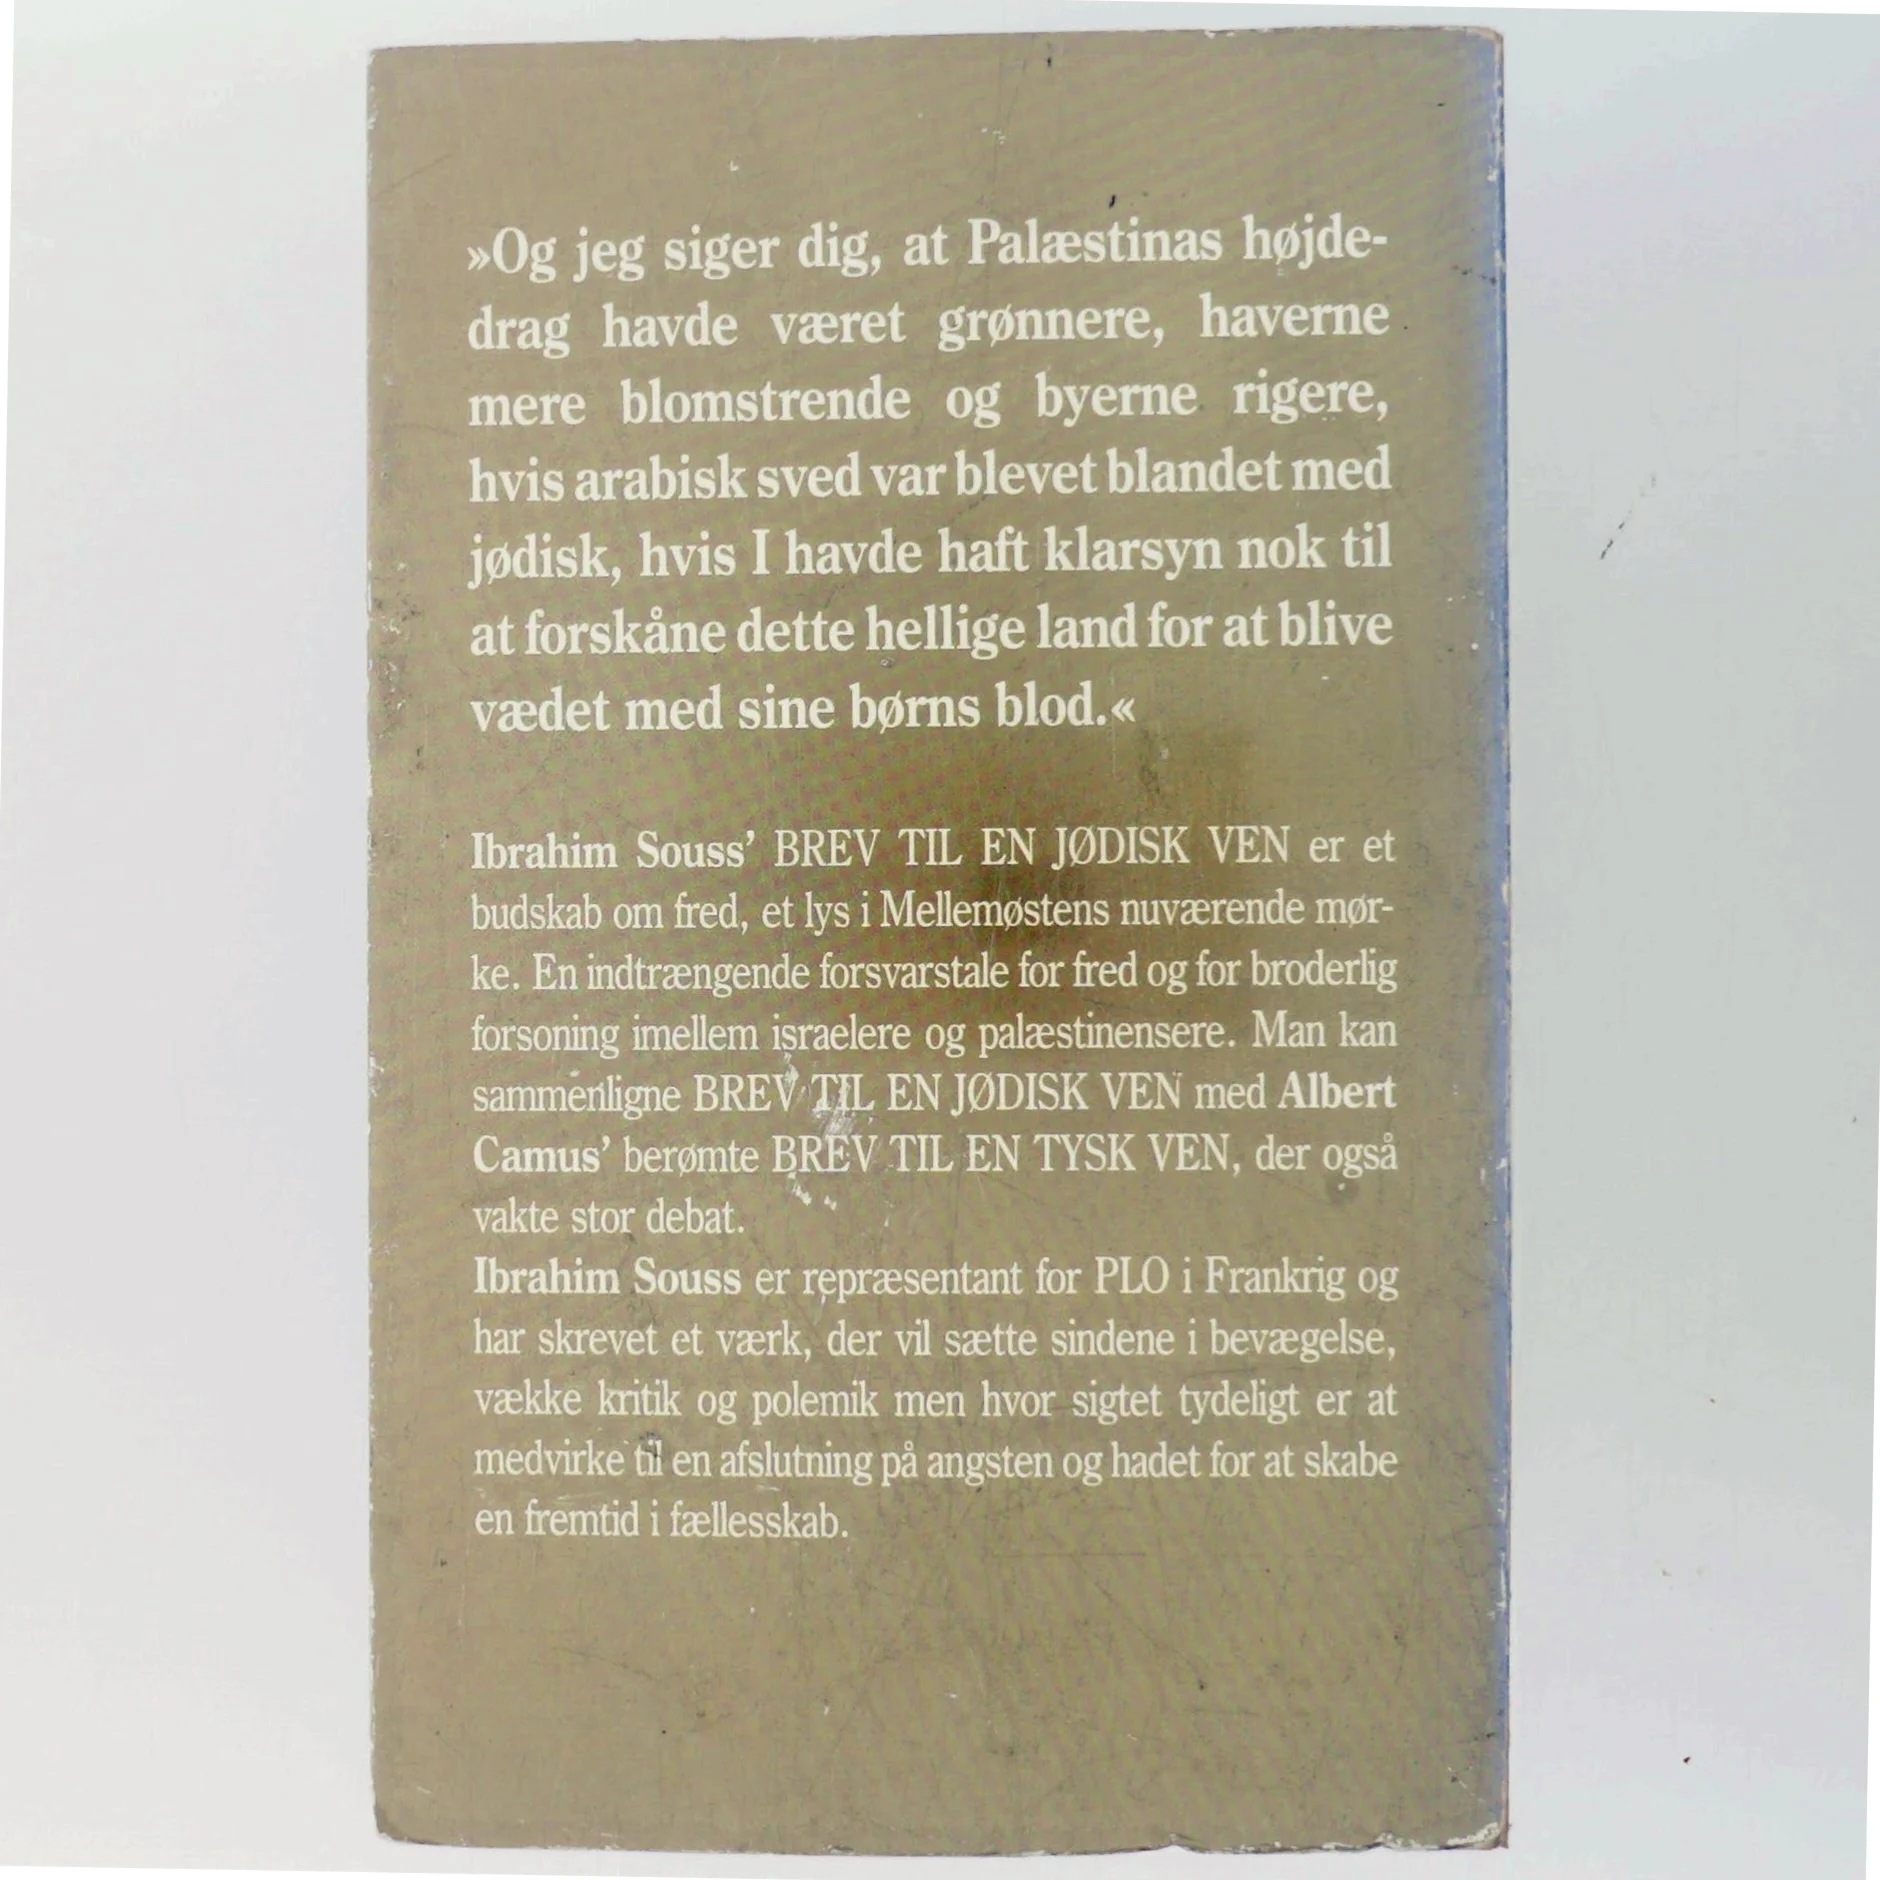 »Og jeg siger dig, at Palæstinas højde-
drag havde været grønnere, haverne
mere blomstrende og byerne rigere,
hvis arabisk sved var blevet blandet med
jødisk, hvis I havde haft klarsyn nok til
at forskåne dette hellige land for at blive
vædet med sine børns blod.«
Ibrahim Souss’ BREV TIL EN JØDISK VEN er et
budskab om fred, et lys i Mellemøstens nuværende mør-
ke. En indtrængende forsvarstale for fred og for broderlig
forsoning imellem israelere og palæstinensere. Man kan
sammenligne BREV TIL EN JØDISK VEN med Albert
Camus’ berømte BREV TIL EN TYSK VEN, der også
vakte stor debat.
Ibrahim Souss er repræsentant for PLO i Frankrig og
har skrevet et værk, der vil sætte sindene i bevægelse,
vække kritik og polemik men hvor sigtet tydeligt er at
medvirke til en afslutning på angsten og hadet for at skabe
en fremtid i fællesskab.